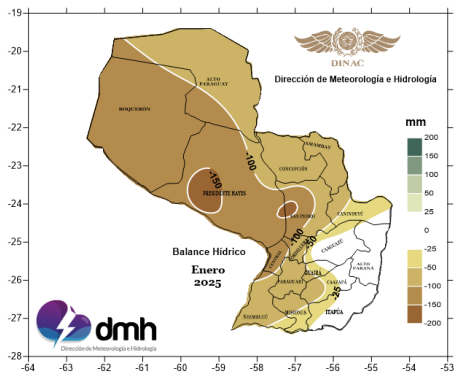 DINAC
Dirección de Meteorología e Hidrología
mm
200
150
100
50
25
0
-25
-50
-100
-150
-200
-19
-20
-21
-22
-23
-24
-25
-26
-27
-28
-64
-63
-62
-61
-60
-59
-58
-57
-56
-55
-54
ALTO
PARAGUAY
BOQUERÓN
-100
AMAMBAY
CONCEPCIÓN
-150
PRESIDENTE HAYES
SAN PEDRO
CANINDEYÚ
-100
-50
CAAGUAZÚ
CORDILLERA
CENTRAL
ALTO
PARANÁ
GUAIRÁ
PARAGUARÍ
CAAZAPÁ
-25
ÑEEMBUCÚ
MISIONES
ITAPÚA
Balance Hídrico
Enero
2025
dmh
Dirección de Meteorología e Hidrología